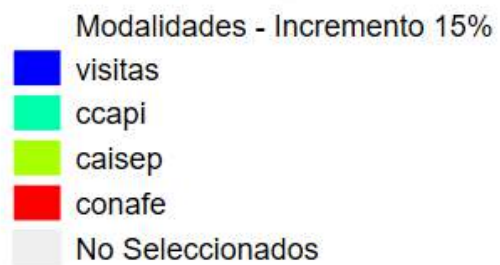 Modalidades - Incremento 15%
visitas
ccapi
caisep
conafe
No Seleccionados